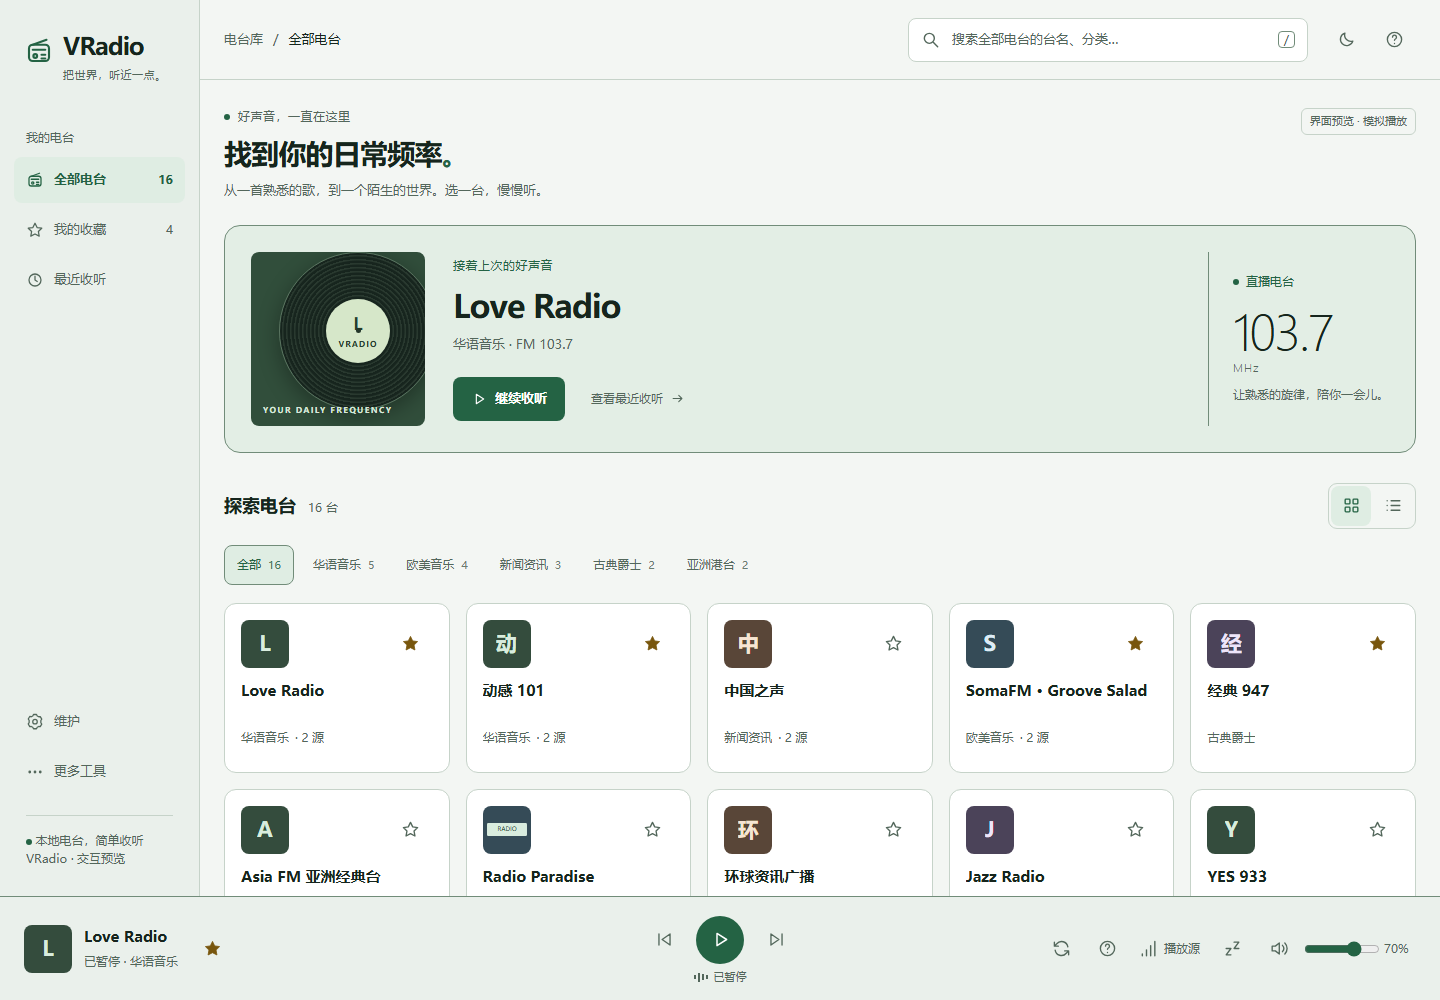 VRadio
把世界，听近一点。
我的电台
全部电台 16
我的收藏 4
最近收听
维护
更多工具
本地电台，简单收听
VRadio · 交互预览
电台库 / 全部电台
搜索全部电台的台名、分类... /
好声音，一直在这里
界面预览 · 模拟播放
找到你的日常频率。
从一首熟悉的歌，到一个陌生的世界。选一台，慢慢听。
VRADIO
YOUR DAILY FREQUENCY
接着上次的好声音
Love Radio
华语音乐 · FM 103.7
继续收听
查看最近收听 →
直播电台
103.7
MHz
让熟悉的旋律，陪你一会儿。
探索电台 16 台
全部 16 华语音乐 5 欧美音乐 4 新闻资讯 3 古典爵士 2 亚洲港台 2
L
Love Radio
华语音乐 · 2 源
动
动感 101
华语音乐 · 2 源
中
中国之声
新闻资讯 · 2 源
S
SomaFM • Groove Salad
欧美音乐 · 2 源
经
经典 947
古典爵士
A
Asia FM 亚洲经典台
RADIO
Radio Paradise
环
环球资讯广播
J
Jazz Radio
Y
YES 933
L
Love Radio
已暂停 · 华语音乐
已暂停
播放源
zZ
70%